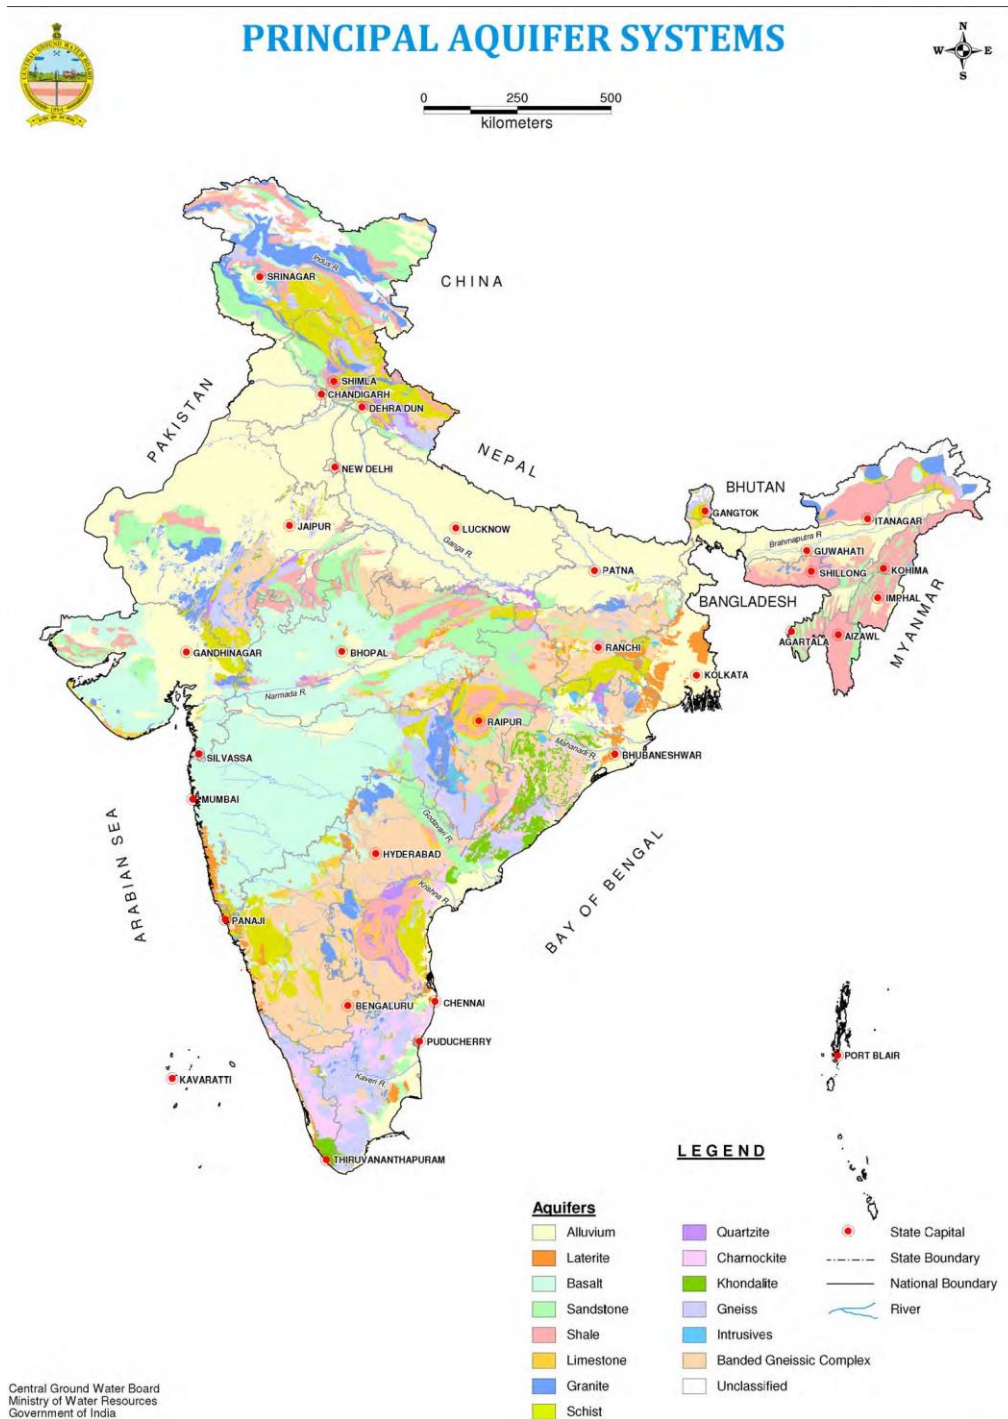 PRINCIPAL AQUIFER SYSTEMS
N
W E
S
0 250 500
kilometers
CHINA
Indus R.
SRINAGAR
SHIMLA
CHANDIGARH
DEHRA DUN
PAKISTAN
NEPAL
NEW DELHI
BHUTAN
GANGTOK
JAIPUR
LUCKNOW
Ganga R.
ITANAGAR
Brahmaputra R
GUWAHATI
SHILLONG
KOHIMA
PATNA
IMPHAL
BANGLADESH
MYANMAR
AGARTALA
AIZAWL
GANDHINAGAR
BHOPAL
RANCHI
KOLKATA
Narmada R.
RAIPUR
Mahanadi R.
BHUBANESHWAR
SILVASSA
MUMBAI
Godavari R.
ARABIAN SEA
HYDERABAD
Krishna R.
BAY OF BENGAL
PANAJI
BENGALURU
CHENNAI
PUDUCHERRY
PORT BLAIR
KAVARATTI
Kaveri R.
THIRUVANANTHAPURAM
LEGEND
Aquifers
Alluvium Quartzite State Capital
Laterite Charnockite State Boundary
Basalt Khondalite National Boundary
Sandstone Gneiss River
Shale Intrusives
Limestone Banded Gneissic Complex
Granite Unclassified
Schist
Central Ground Water Board
Ministry of Water Resources
Government of India